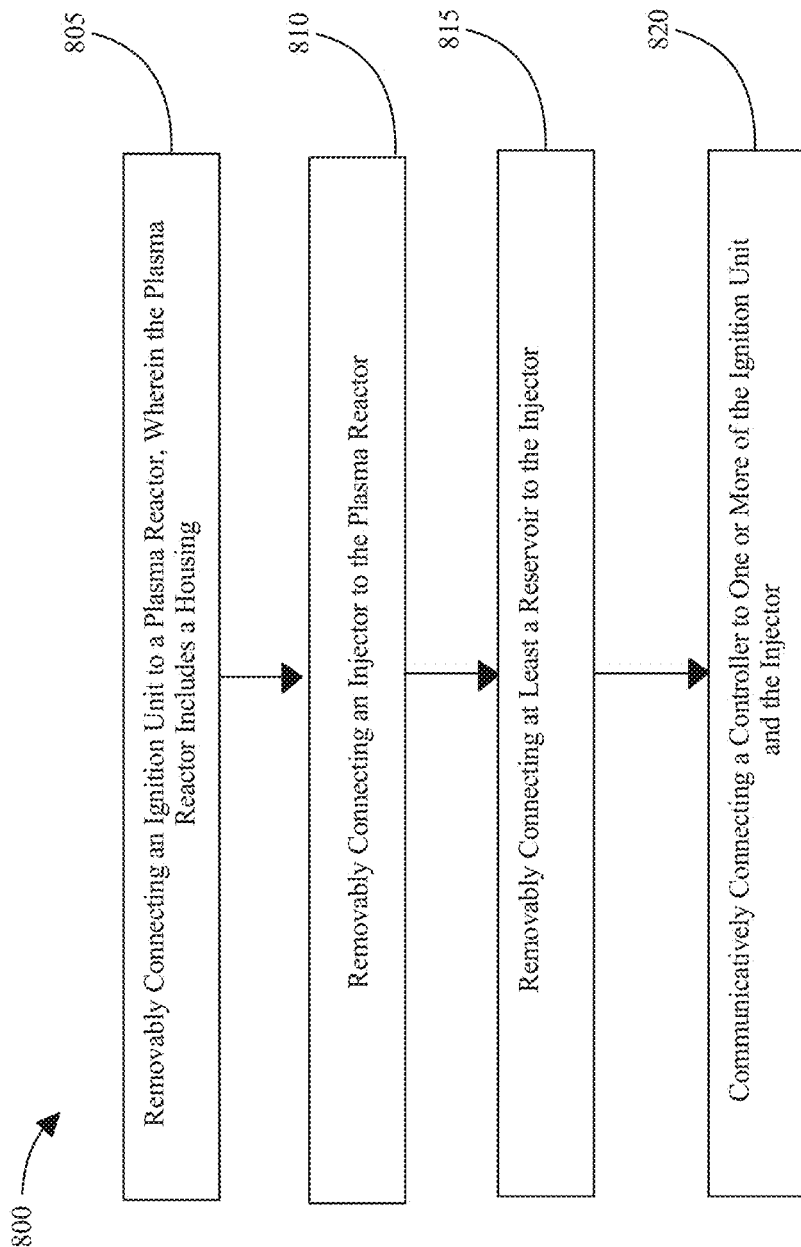 800
Removably Connecting an Ignition Unit to a Plasma Reactor, Wherein the Plasma
Reactor Includes a Housing
805
Removably Connecting an Injector to the Plasma Reactor
810
Removably Connecting at Least a Reservoir to the Injector
815
Communicatively Connecting a Controller to One or More of the Ignition Unit
and the Injector
820